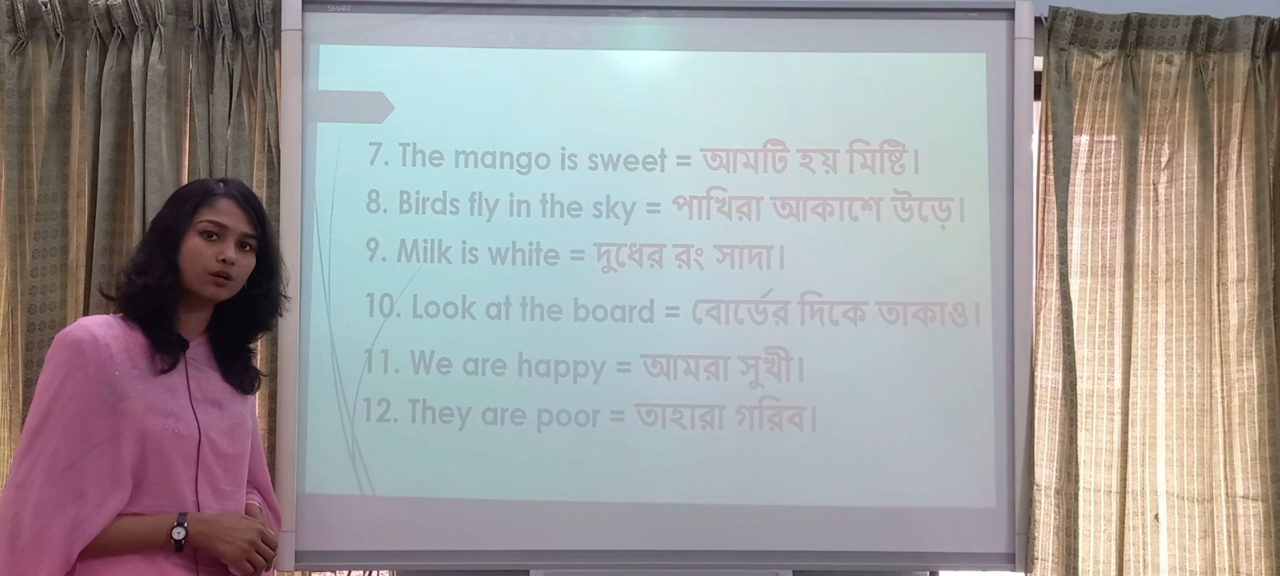 SMART
7. The mango is sweet = আমটি হয় মিষ্টি।
8. Birds fly in the sky = পাখিরা আকাশে উড়ে।
9. Milk is white = দুধের রং সাদা।
10. Look at the board = বোর্ডের দিকে তাকাও।
11. We are happy = আমরা সুখী।
12. They are poor = তাহারা গরিব।